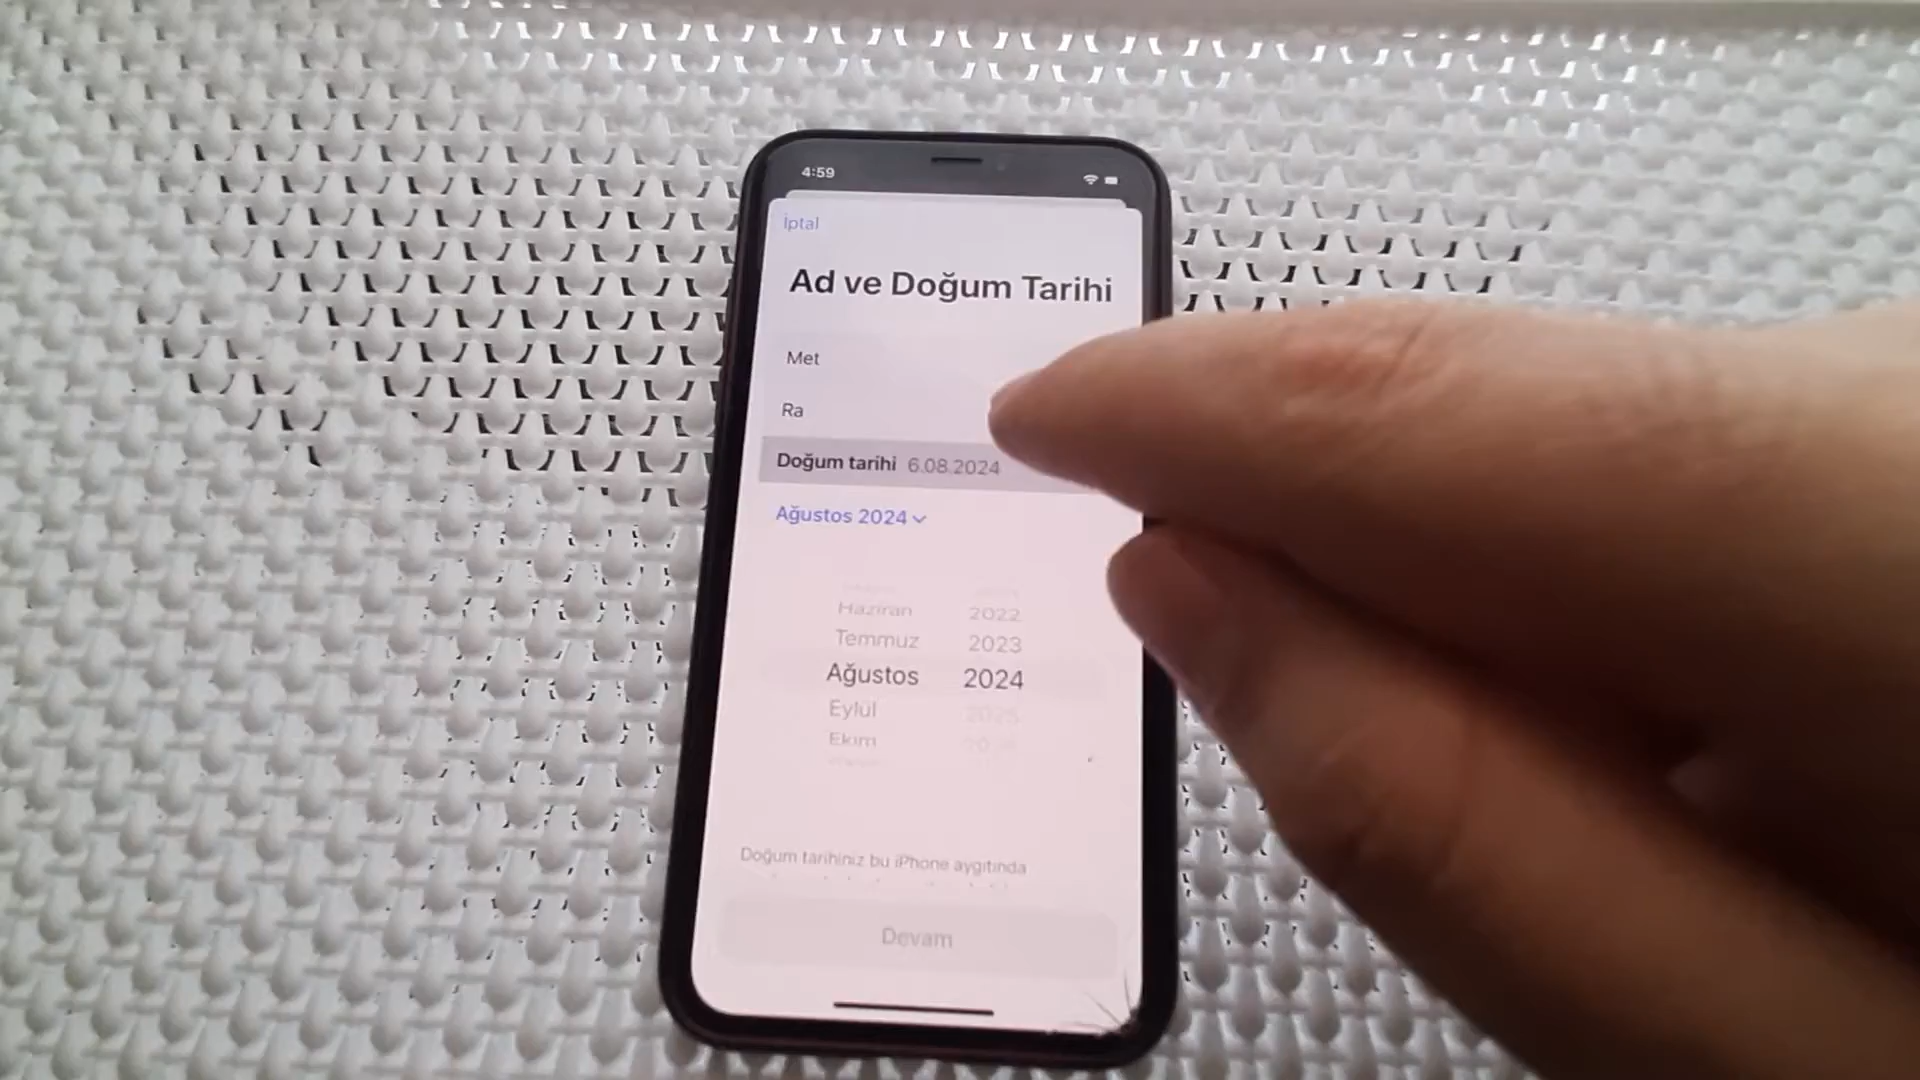 4:59
İptal
Ad ve Doğum Tarihi
Met
Ra
Doğum tarihi 6.08.2024
Ağustos 2024
Haziran 2022
Temmuz 2023
Ağustos 2024
Eylül 2025
Ekim
Doğum tarihiniz bu iPhone aygıtında
Devam